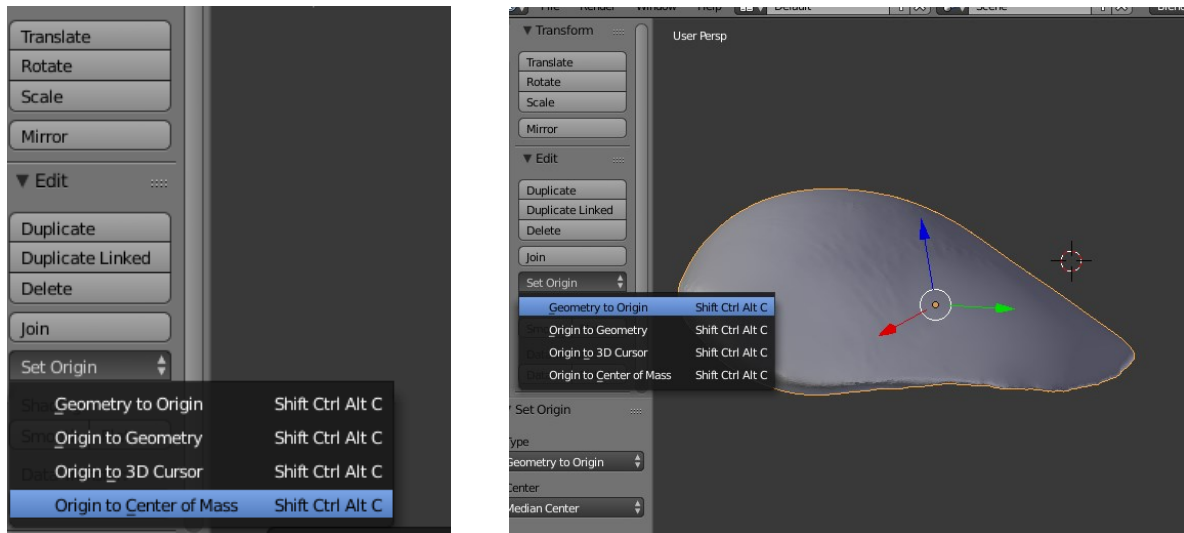 Translate
Rotate
Scale
Mirror
Edit
Duplicate
Duplicate Linked
Delete
Join
Set Origin
Geometry to Origin Shift Ctrl Alt C
Origin to Geometry Shift Ctrl Alt C
Origin to 3D Cursor Shift Ctrl Alt C
Origin to Center of Mass Shift Ctrl Alt C
File Render Window Help Default Scene
Transform
User Persp
Translate
Rotate
Scale
Mirror
Edit
Duplicate
Duplicate Linked
Delete
Join
Set Origin
Geometry to Origin Shift Ctrl Alt C
Origin to Geometry Shift Ctrl Alt C
Origin to 3D Cursor Shift Ctrl Alt C
Origin to Center of Mass Shift Ctrl Alt C
Set Origin
Type
Geometry to Origin
Center
Median Center